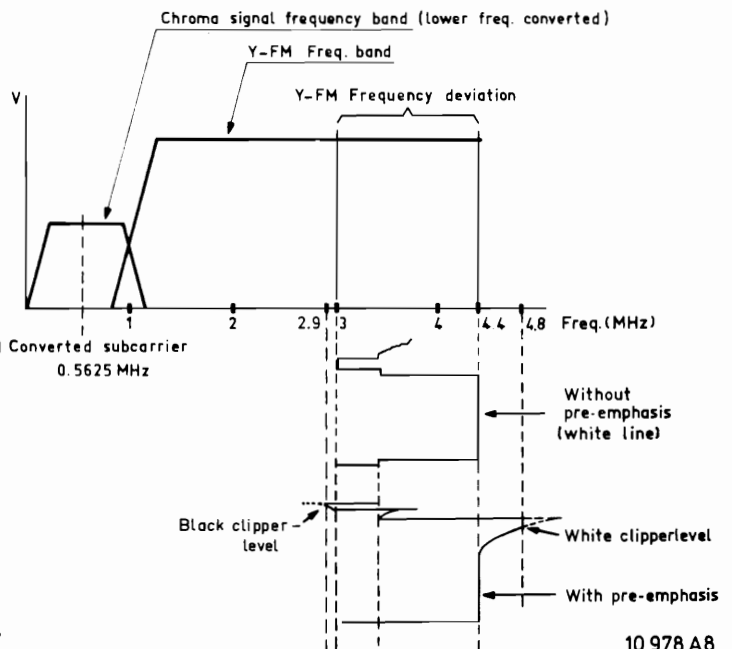 Chroma signal frequency band (lower freq. converted)
Y-FM Freq. band
Y-FM Frequency deviation
V
1
2
2.9
3
4
4.4
4.8
Freq.(MHz)
Converted subcarrier
0.5625 MHz
Without
pre-emphasis
(white line)
Black clipper
level
White clipperlevel
With pre-emphasis
10 978 A8